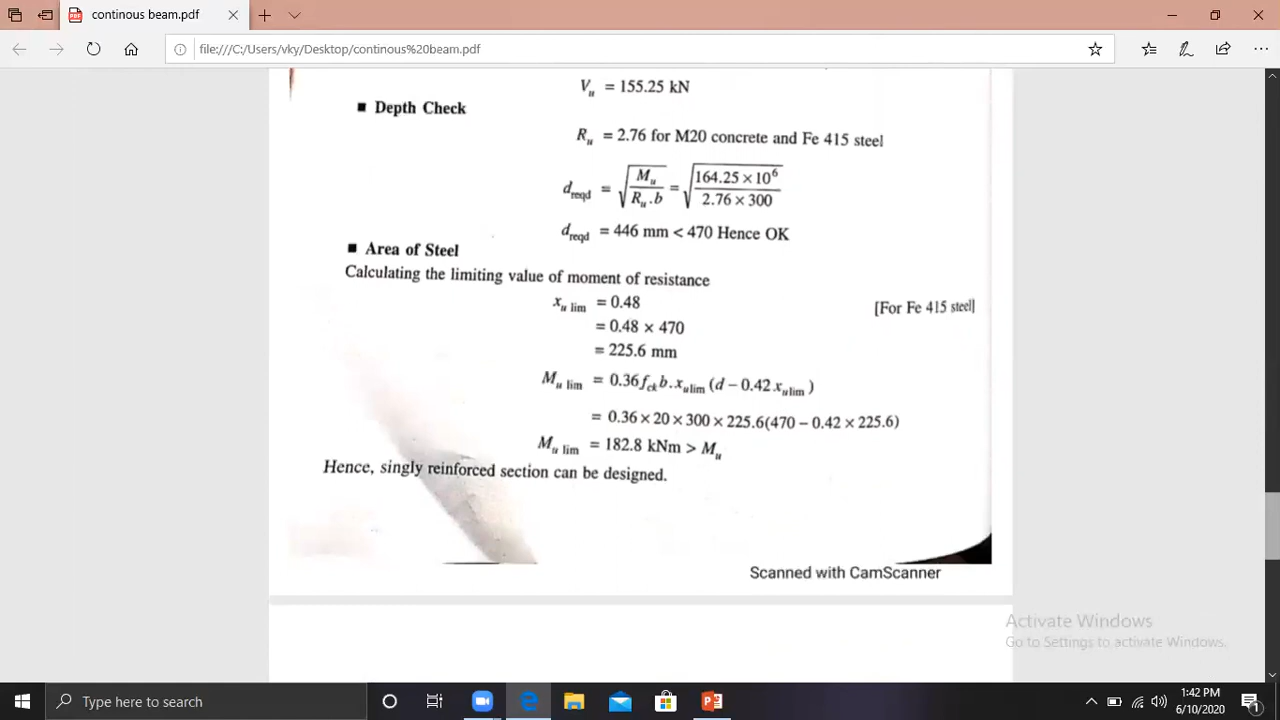 continuous beam.pdf
file:///C:/Users/vky/Desktop/continous%20beam.pdf
V_u = 155.25 kN
■ Depth Check
R_u = 2.76 for M20 concrete and Fe 415 steel
d_reqd = √(M_u / R_u.b) = √(164.25 × 10⁶ / 2.76 × 300)
d_reqd = 446 mm < 470 Hence OK
■ Area of Steel
Calculating the limiting value of moment of resistance
x_u lim = 0.48 [For Fe 415 steel]
= 0.48 × 470
= 225.6 mm
M_u lim = 0.36 f_ck b.x_ulim (d – 0.42 x_ulim)
= 0.36 × 20 × 300 × 225.6(470 – 0.42 × 225.6)
M_u lim = 182.8 kNm > M_u
Hence, singly reinforced section can be designed.
Scanned with CamScanner
Activate Windows
Go to Settings to activate Windows.
Type here to search
1:42 PM
6/10/2020